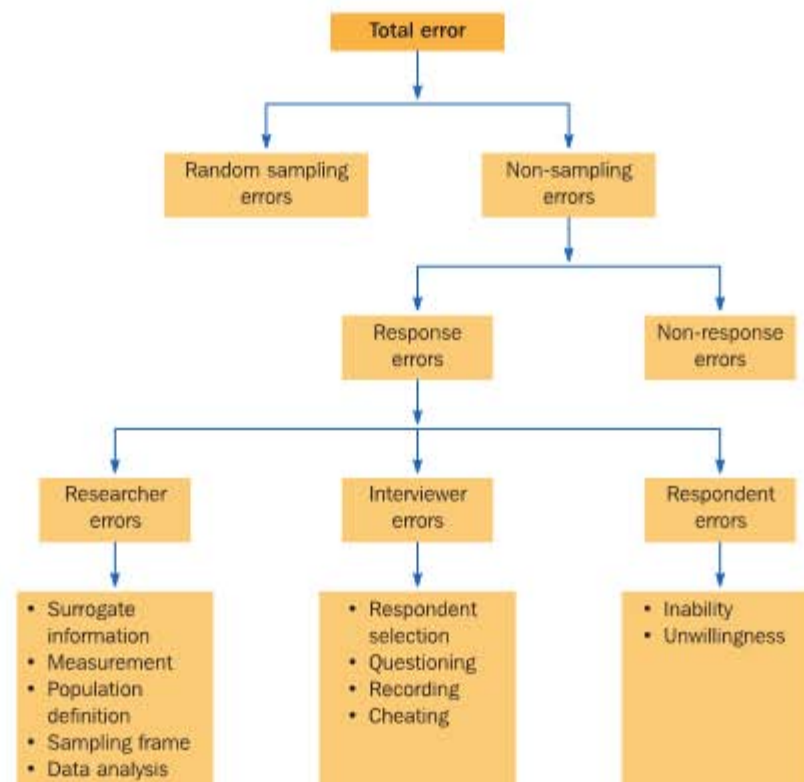 Total error
Random sampling
errors
Non-sampling
errors
Response
errors
Non-response
errors
Researcher
errors
Interviewer
errors
Respondent
errors
• Surrogate
information
• Measurement
• Population
definition
• Sampling frame
• Data analysis
• Respondent
selection
• Questioning
• Recording
• Cheating
• Inability
• Unwillingness